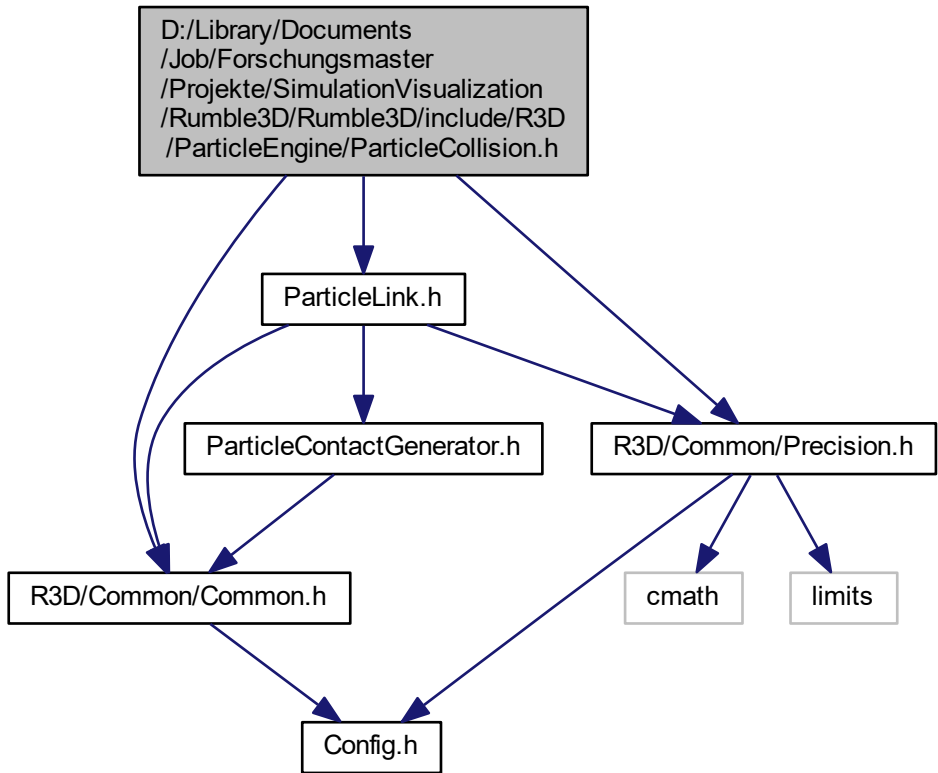 D:/Library/Documents
/Job/Forschungsmaster
/Projekte/SimulationVisualization
/Rumble3D/Rumble3D/include/R3D
/ParticleEngine/ParticleCollision.h
ParticleLink.h
ParticleContactGenerator.h
R3D/Common/Precision.h
R3D/Common/Common.h
cmath
limits
Config.h